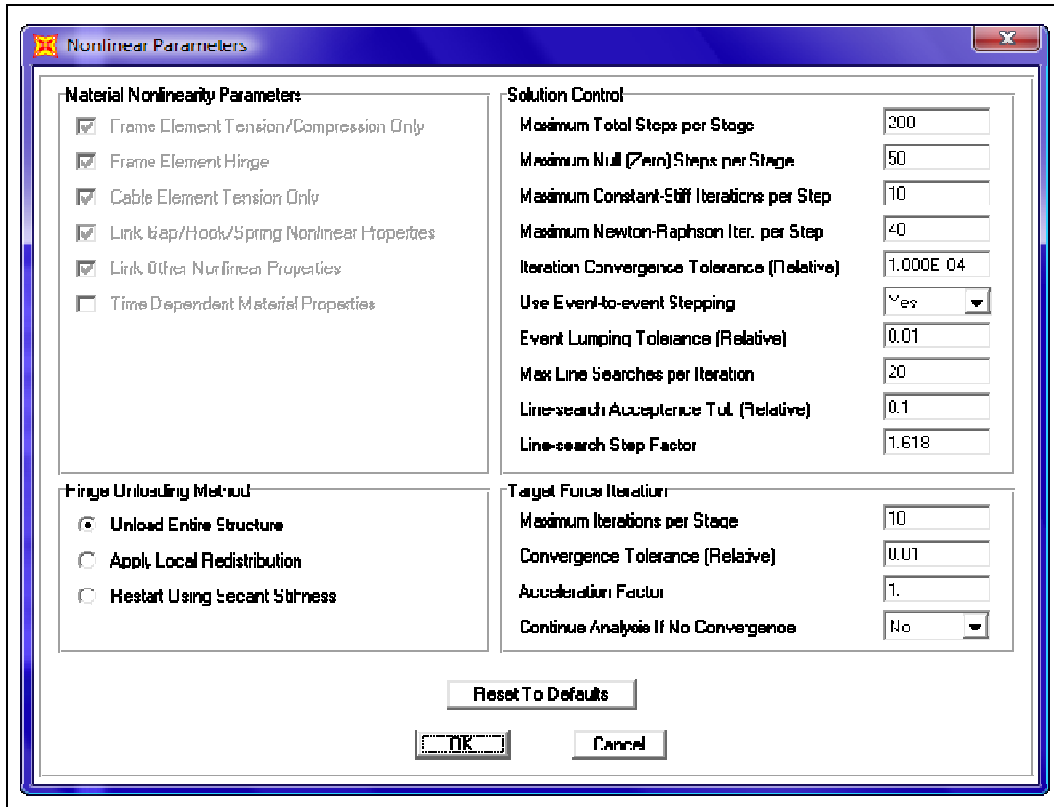 Nonlinear Parameters
Material Nonlinearity Parameters
Frame Element Tension/Compression Only
Frame Element Hinge
Cable Element Tension Only
Link Gap/Hook/Spring Nonlinear Properties
Link Other Nonlinear Properties
Time Dependent Material Properties
Solution Control
Maximum Total Steps per Stage 200
Maximum Null (Zero) Steps per Stage 50
Maximum Constant-Stiff Iterations per Step 10
Maximum Newton-Raphson Iter. per Step 40
Iteration Convergence Tolerance (Relative) 1.000E-04
Use Event-to-event Stepping Yes
Event Lumping Tolerance (Relative) 0.01
Max Line Searches per Iteration 20
Line-search Acceptance Tol. (Relative) 0.1
Line-search Step Factor 1.618
Hinge Unloading Method
Unload Entire Structure
Apply Local Redistribution
Restart Using Secant Stiffness
Target Force Iteration
Maximum Iterations per Stage 10
Convergence Tolerance (Relative) 0.01
Acceleration Factor 1.
Continue Analysis If No Convergence No
Reset To Defaults
OK Cancel